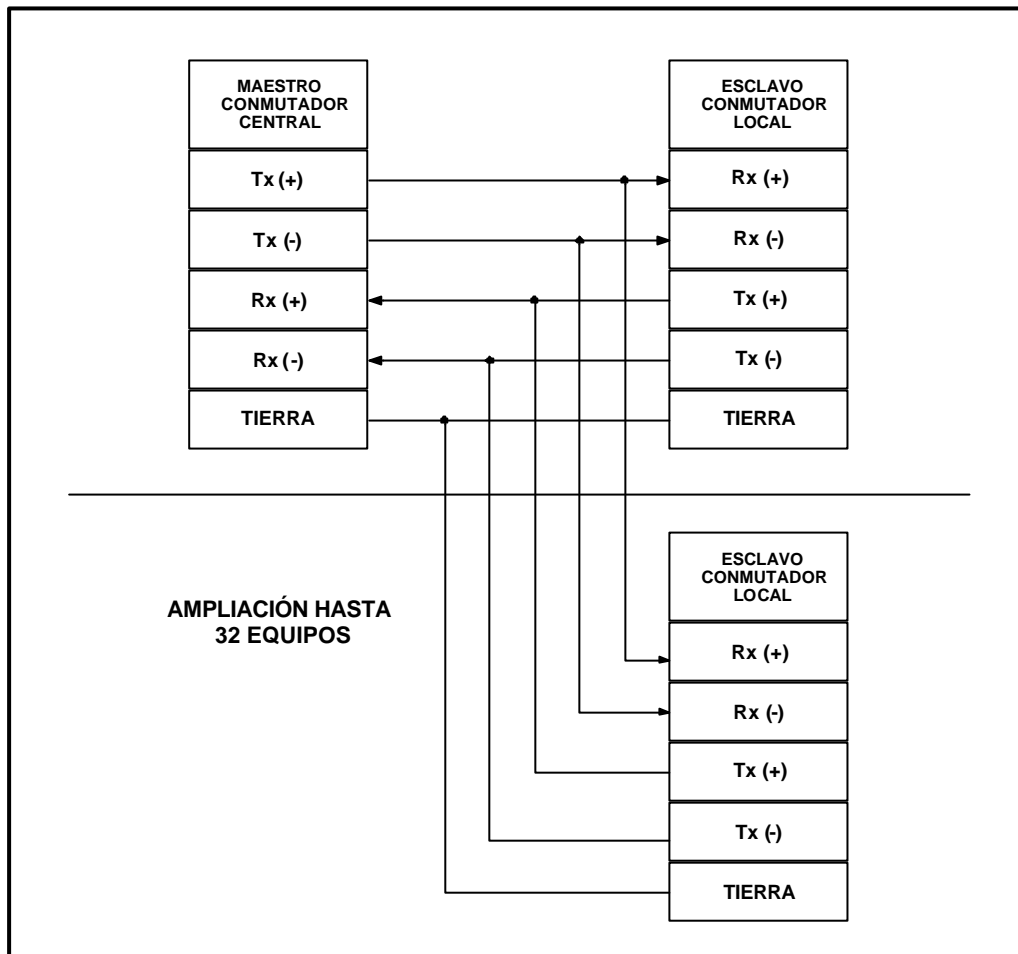 MAESTRO
CONMUTADOR
CENTRAL
Tx (+)
Tx (-)
Rx (+)
Rx (-)
TIERRA
ESCLAVO
CONMUTADOR
LOCAL
Rx (+)
Rx (-)
Tx (+)
Tx (-)
TIERRA
AMPLIACIÓN HASTA
32 EQUIPOS
ESCLAVO
CONMUTADOR
LOCAL
Rx (+)
Rx (-)
Tx (+)
Tx (-)
TIERRA